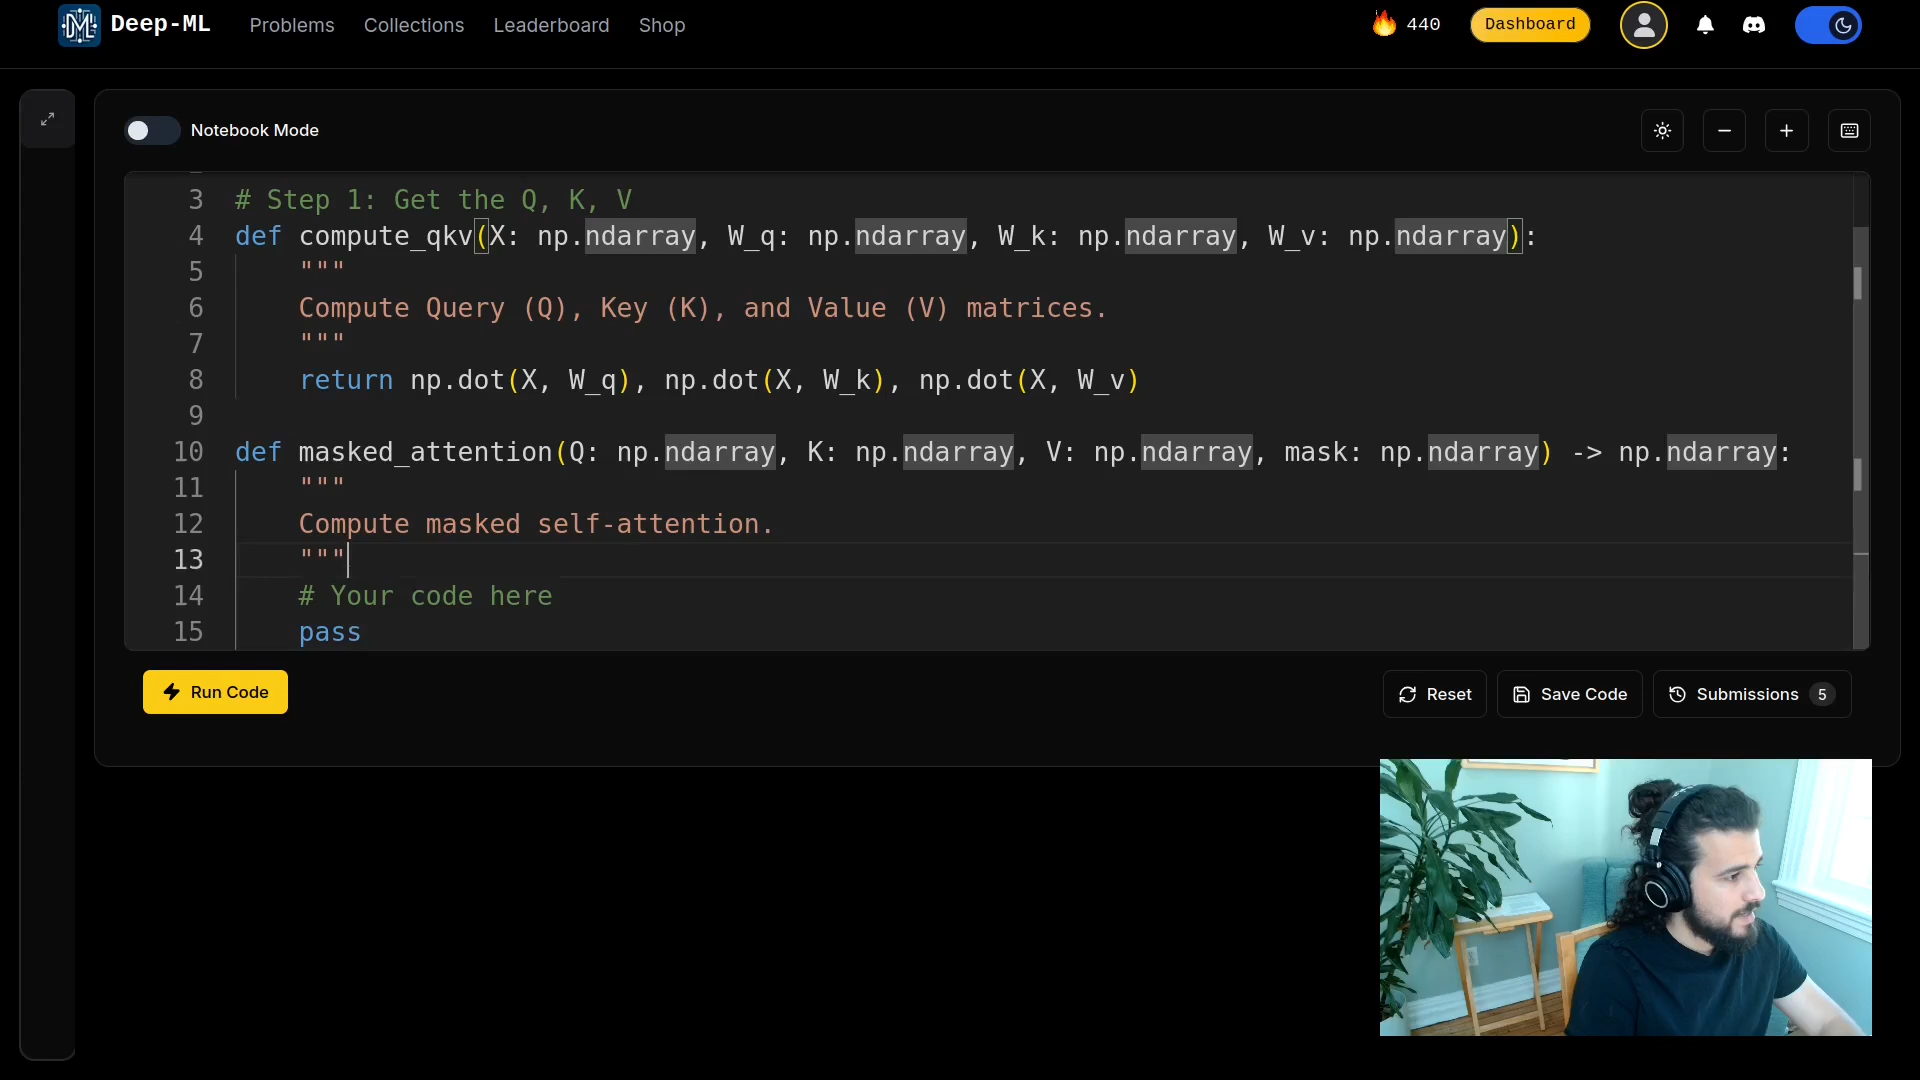 Deep-ML
Problems
Collections
Leaderboard
Shop
440
Dashboard
Notebook Mode
3 # Step 1: Get the Q, K, V
4 def compute_qkv(X: np.ndarray, W_q: np.ndarray, W_k: np.ndarray, W_v: np.ndarray):
5 """
6 Compute Query (Q), Key (K), and Value (V) matrices.
7 """
8 return np.dot(X, W_q), np.dot(X, W_k), np.dot(X, W_v)
9
10 def masked_attention(Q: np.ndarray, K: np.ndarray, V: np.ndarray, mask: np.ndarray) -> np.ndarray:
11 """
12 Compute masked self-attention.
13 """
14 # Your code here
15 pass
Run Code
Reset
Save Code
Submissions 5